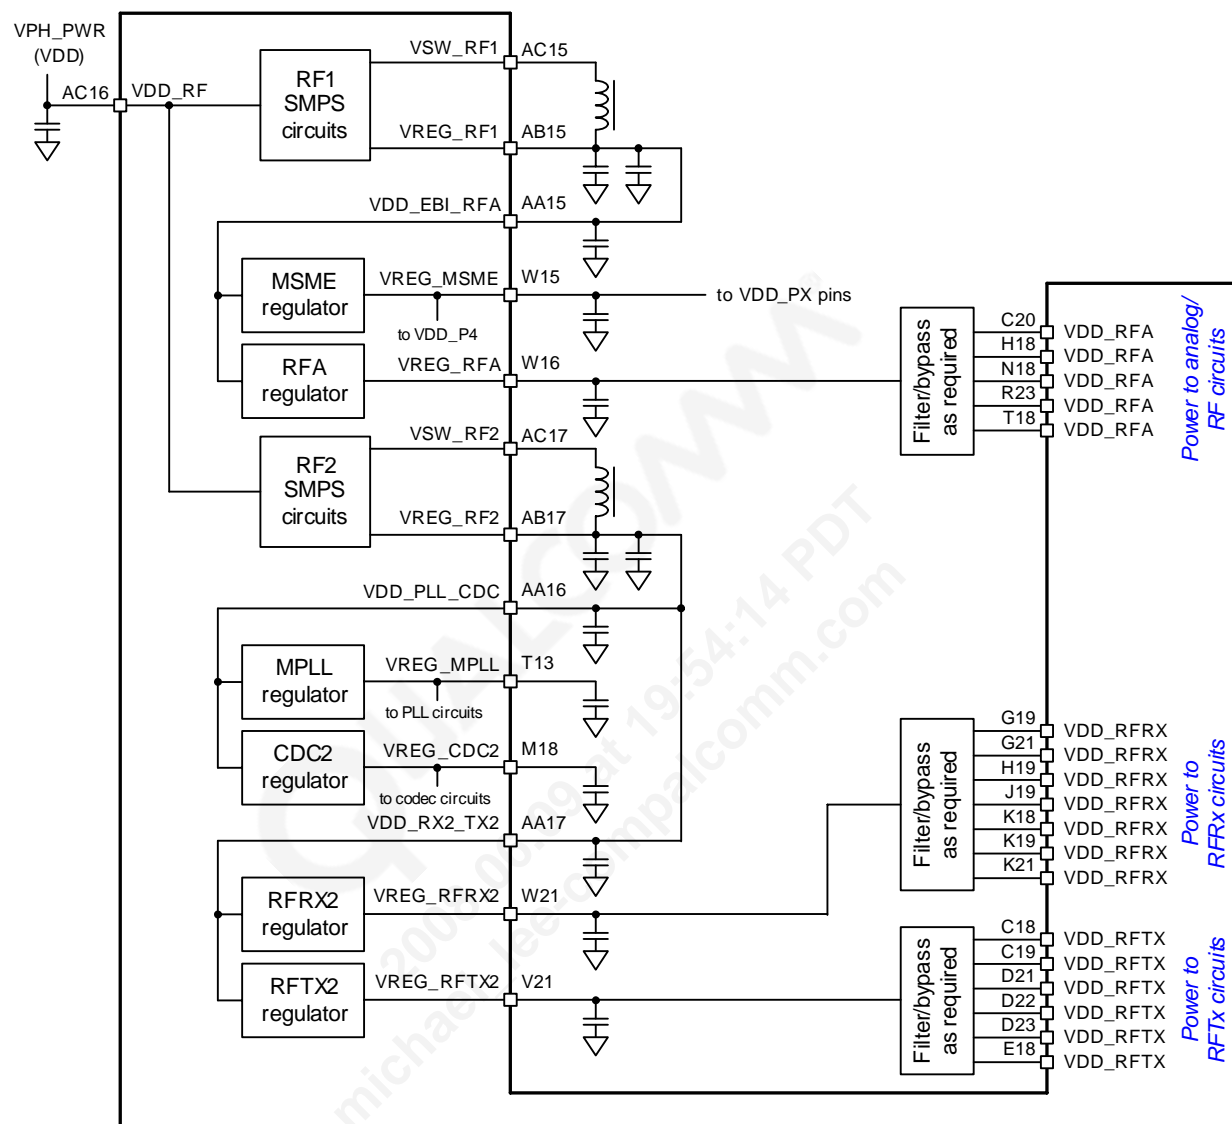 VPH_PWR
(VDD)
AC16
VDD_RF
RF1
SMPS
circuits
VSW_RF1
AC15
VREG_RF1
AB15
VDD_EBI_RFA
AA15
MSME
regulator
VREG_MSME
W15
to VDD_PX pins
to VDD_P4
RFA
regulator
VREG_RFA
W16
Filter/bypass
as required
C20
VDD_RFA
H18
VDD_RFA
N18
VDD_RFA
R23
VDD_RFA
T18
VDD_RFA
Power to analog/
RF circuits
RF2
SMPS
circuits
VSW_RF2
AC17
VREG_RF2
AB17
VDD_PLL_CDC
AA16
MPLL
regulator
VREG_MPLL
T13
to PLL circuits
CDC2
regulator
VREG_CDC2
M18
to codec circuits
VDD_RX2_TX2
AA17
RFRX2
regulator
VREG_RFRX2
W21
Filter/bypass
as required
G19
VDD_RFRX
G21
VDD_RFRX
H19
VDD_RFRX
J19
VDD_RFRX
K18
VDD_RFRX
K19
VDD_RFRX
K21
VDD_RFRX
Power to
RFRx circuits
RFTX2
regulator
VREG_RFTX2
V21
Filter/bypass
as required
C18
VDD_RFTX
C19
VDD_RFTX
D21
VDD_RFTX
D22
VDD_RFTX
D23
VDD_RFTX
E18
VDD_RFTX
Power to
RFTx circuits
QUALCOMM
at 19:54:14 PDT